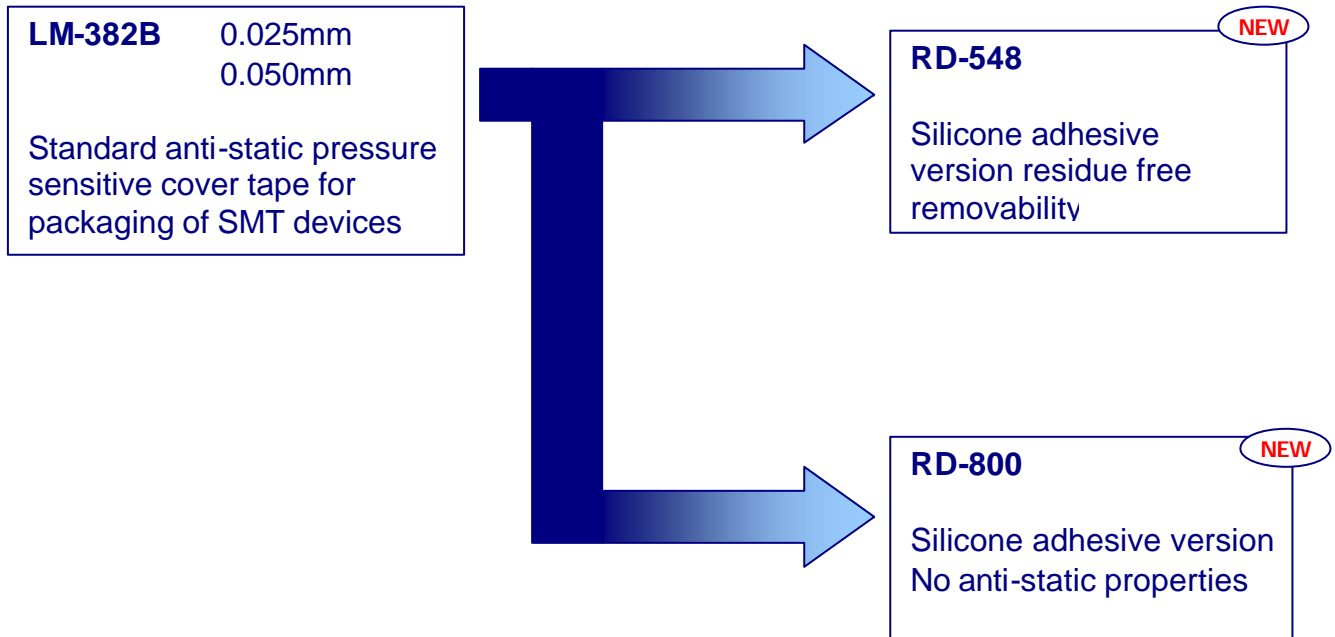 LM-382B 0.025mm
0.050mm
Standard anti-static pressure
sensitive cover tape for
packaging of SMT devices
NEW
RD-548
Silicone adhesive
version residue free
removability
NEW
RD-800
Silicone adhesive version
No anti-static properties